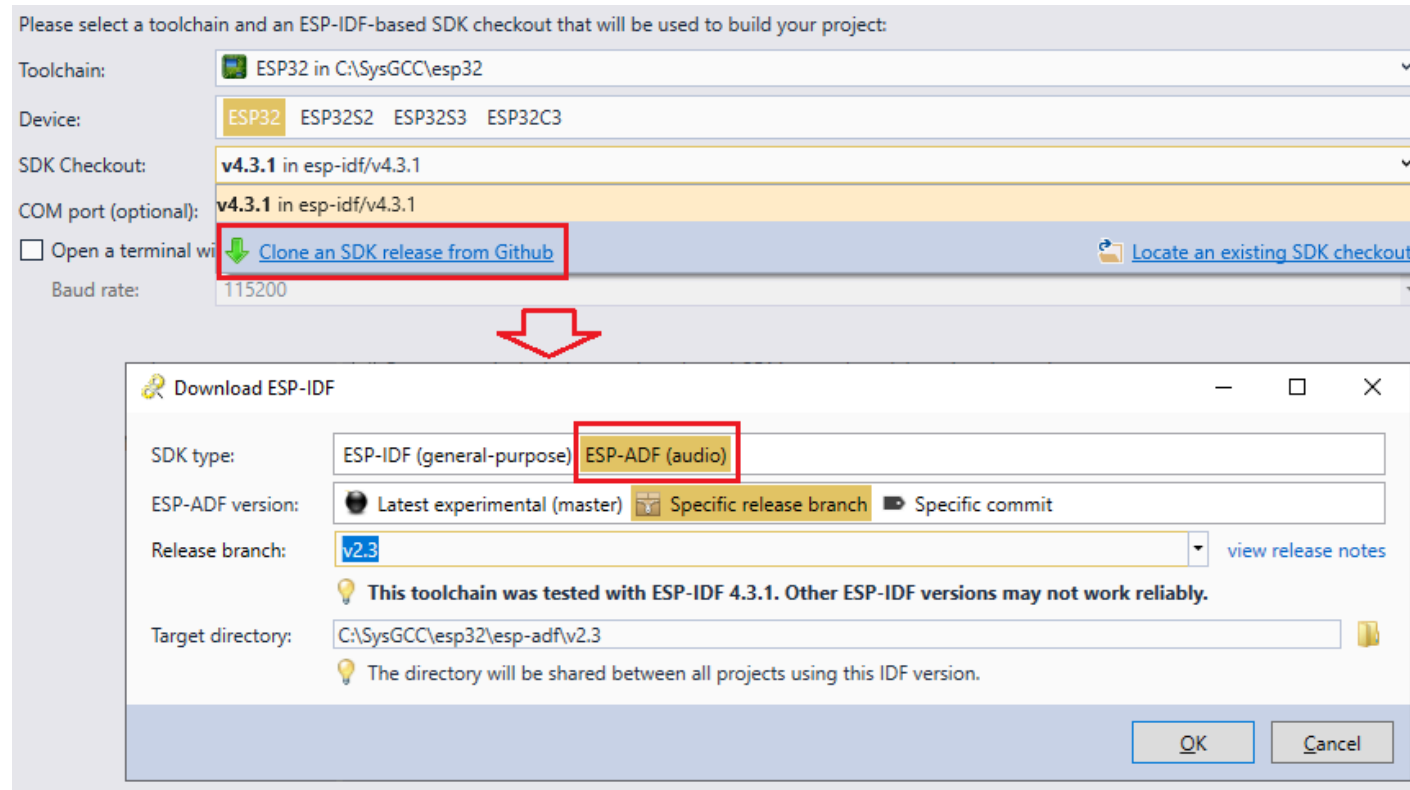 Please select a toolchain and an ESP-IDF-based SDK checkout that will be used to build your project:
Toolchain: ESP32 in C:\SysGCC\esp32
Device: ESP32 ESP32S2 ESP32S3 ESP32C3
SDK Checkout: v4.3.1 in esp-idf/v4.3.1
COM port (optional): v4.3.1 in esp-idf/v4.3.1
Open a terminal wi Clone an SDK release from Github Locate an existing SDK checkout
Baud rate: 115200
Download ESP-IDF
SDK type: ESP-IDF (general-purpose) ESP-ADF (audio)
ESP-ADF version: Latest experimental (master) Specific release branch Specific commit
Release branch: v2.3 view release notes
This toolchain was tested with ESP-IDF 4.3.1. Other ESP-IDF versions may not work reliably.
Target directory: C:\SysGCC\esp32\esp-adf\v2.3
The directory will be shared between all projects using this IDF version.
OK Cancel